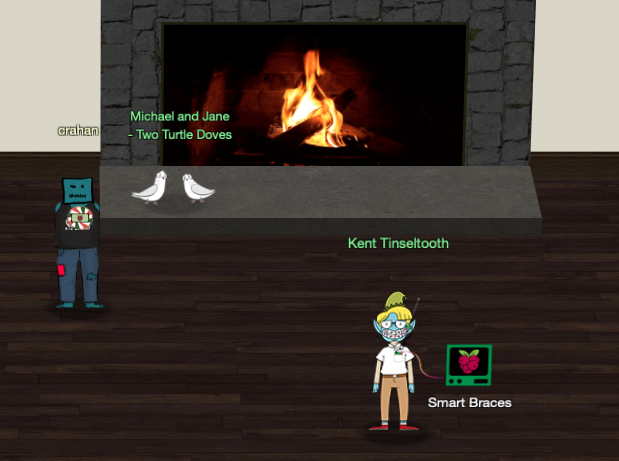 crahan
Michael and Jane
- Two Turtle Doves
Kent Tinseltooth
Smart Braces